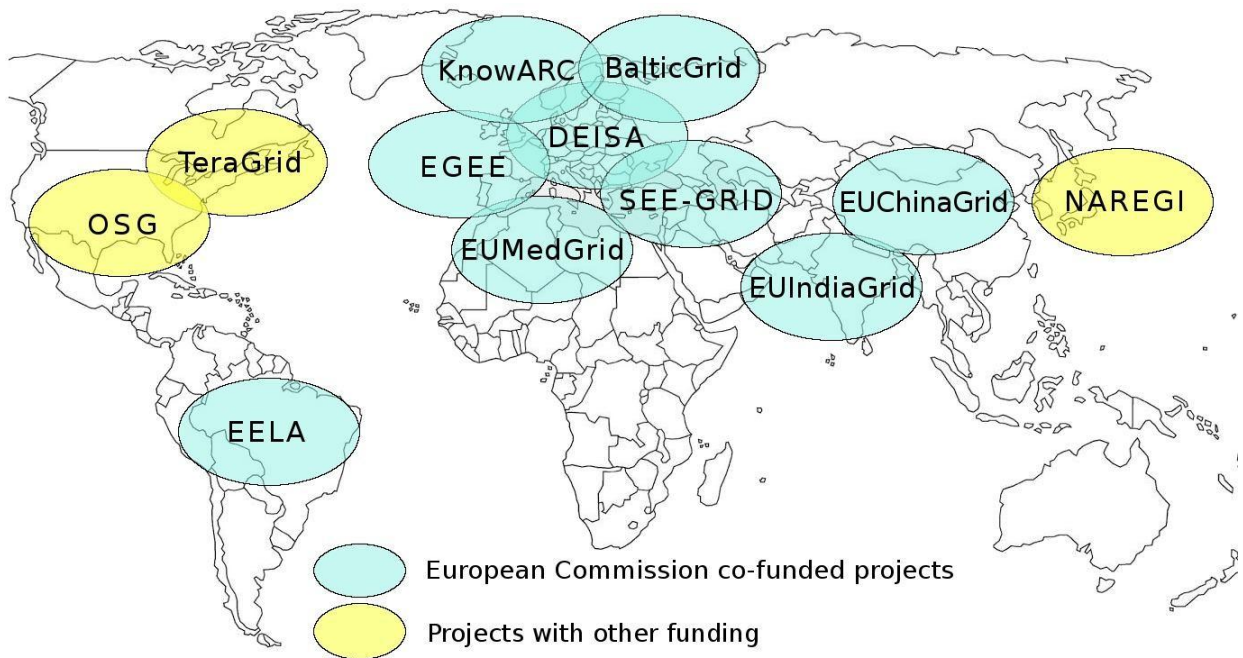 KnowARC
BalticGrid
DEISA
TeraGrid
EGEE
SEE-GRID
EUChinaGrid
NAREGI
OSG
EUMedGrid
EUIndiaGrid
EELA
European Commission co-funded projects
Projects with other funding